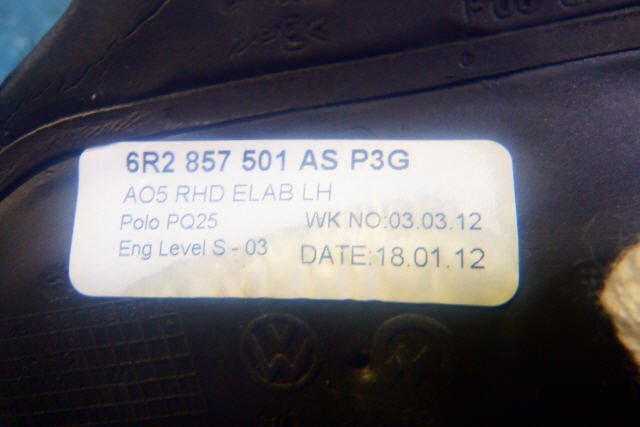 6R2 857 501 AS P3G
AO5 RHD ELAB LH
Polo PQ25 WK NO:03.03.12
Eng Level S - 03 DATE:18.01.12